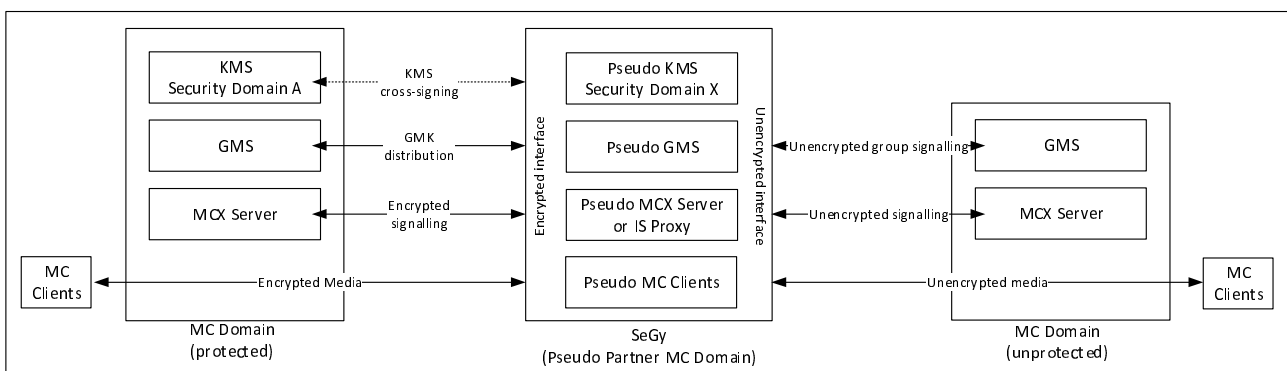 KMS
Security Domain A
GMS
MCX Server
MC
Clients
MC Domain
(protected)
KMS
cross-signing
GMK
distribution
Encrypted
signalling
Encrypted Media
Encrypted interface
Pseudo KMS
Security Domain X
Pseudo GMS
Pseudo MCX Server
or IS Proxy
Pseudo MC Clients
Unencrypted interface
SeGy
(Pseudo Partner MC Domain)
Unencrypted group signalling
Unencrypted signalling
Unencrypted media
GMS
MCX Server
MC
Clients
MC Domain
(unprotected)